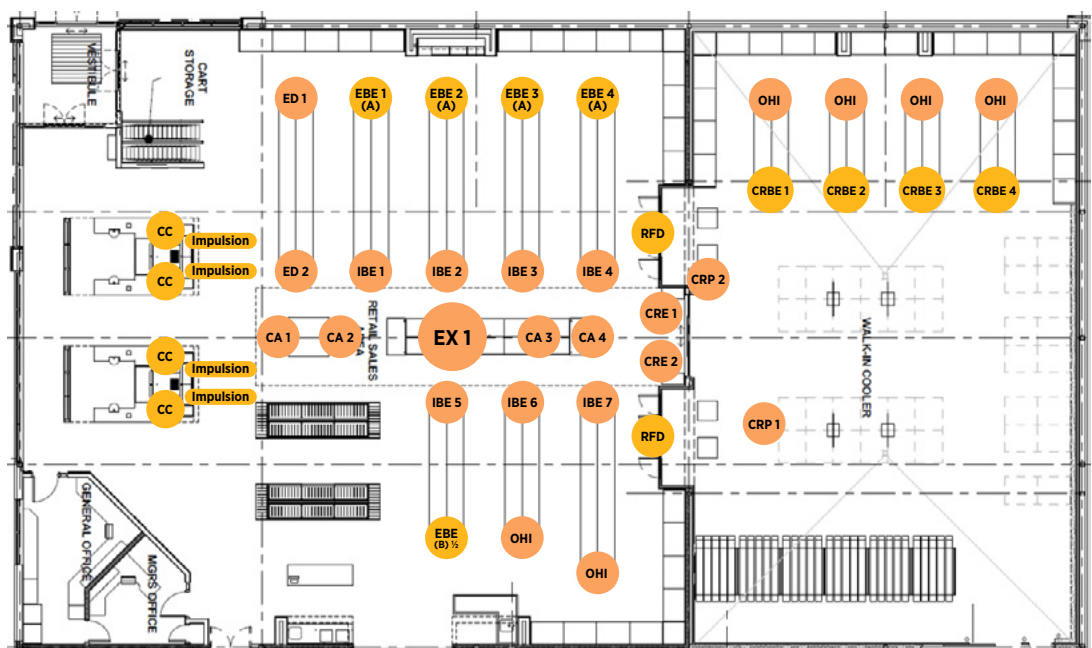 VESTIBULE
CART
STORAGE
ED 1
EBE 1
(A)
EBE 2
(A)
EBE 3
(A)
EBE 4
(A)
OHI
OHI
OHI
OHI
CRBE 1
CRBE 2
CRBE 3
CRBE 4
CC
Impulsion
Impulsion
CC
RFD
ED 2
IBE 1
IBE 2
IBE 3
IBE 4
CRP 2
CRE 1
CA 1
CA 2
RETAIL SALES
AREA
EX 1
CA 3
CA 4
CRE 2
WALK-IN COOLER
CC
Impulsion
Impulsion
CC
IBE 5
IBE 6
IBE 7
RFD
CRP 1
EBE
(B) ½
OHI
OHI
GENERAL OFFICE
MGRS OFFICE